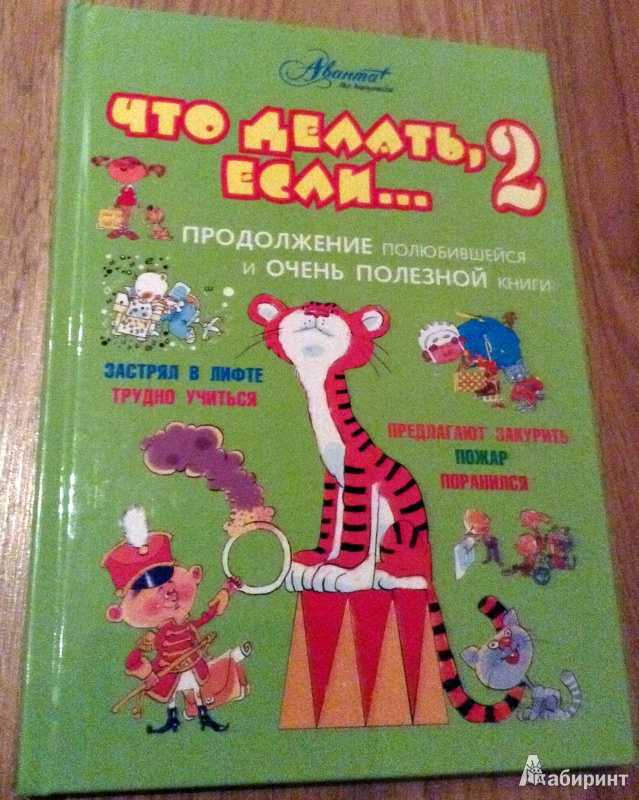 Аванта+
ЧТО ДЕЛАТЬ,
ЕСЛИ... 2
ПРОДОЛЖЕНИЕ ПОЛЮБИВШЕЙСЯ
И ОЧЕНЬ ПОЛЕЗНОЙ КНИГИ
ЗАСТРЯЛ В ЛИФТЕ
ТРУДНО УЧИТЬСЯ
ПРЕДЛАГАЮТ ЗАКУРИТЬ
ПОЖАР
ПОРАНИЛСЯ
Лабиринт